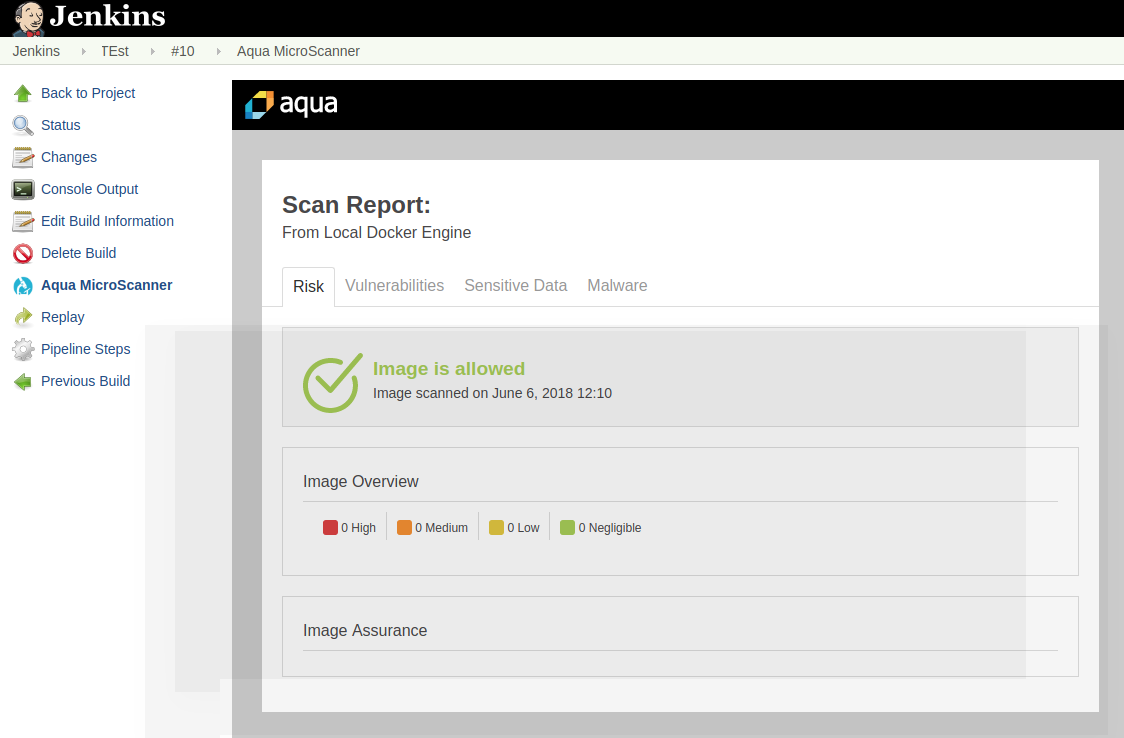 Jenkins
Jenkins TEst #10 Aqua MicroScanner
Back to Project
Status
Changes
Console Output
Edit Build Information
Delete Build
Aqua MicroScanner
Replay
Pipeline Steps
Previous Build
aqua
Scan Report:
From Local Docker Engine
Risk Vulnerabilities Sensitive Data Malware
Image is allowed
Image scanned on June 6, 2018 12:10
Image Overview
0 High 0 Medium 0 Low 0 Negligible
Image Assurance